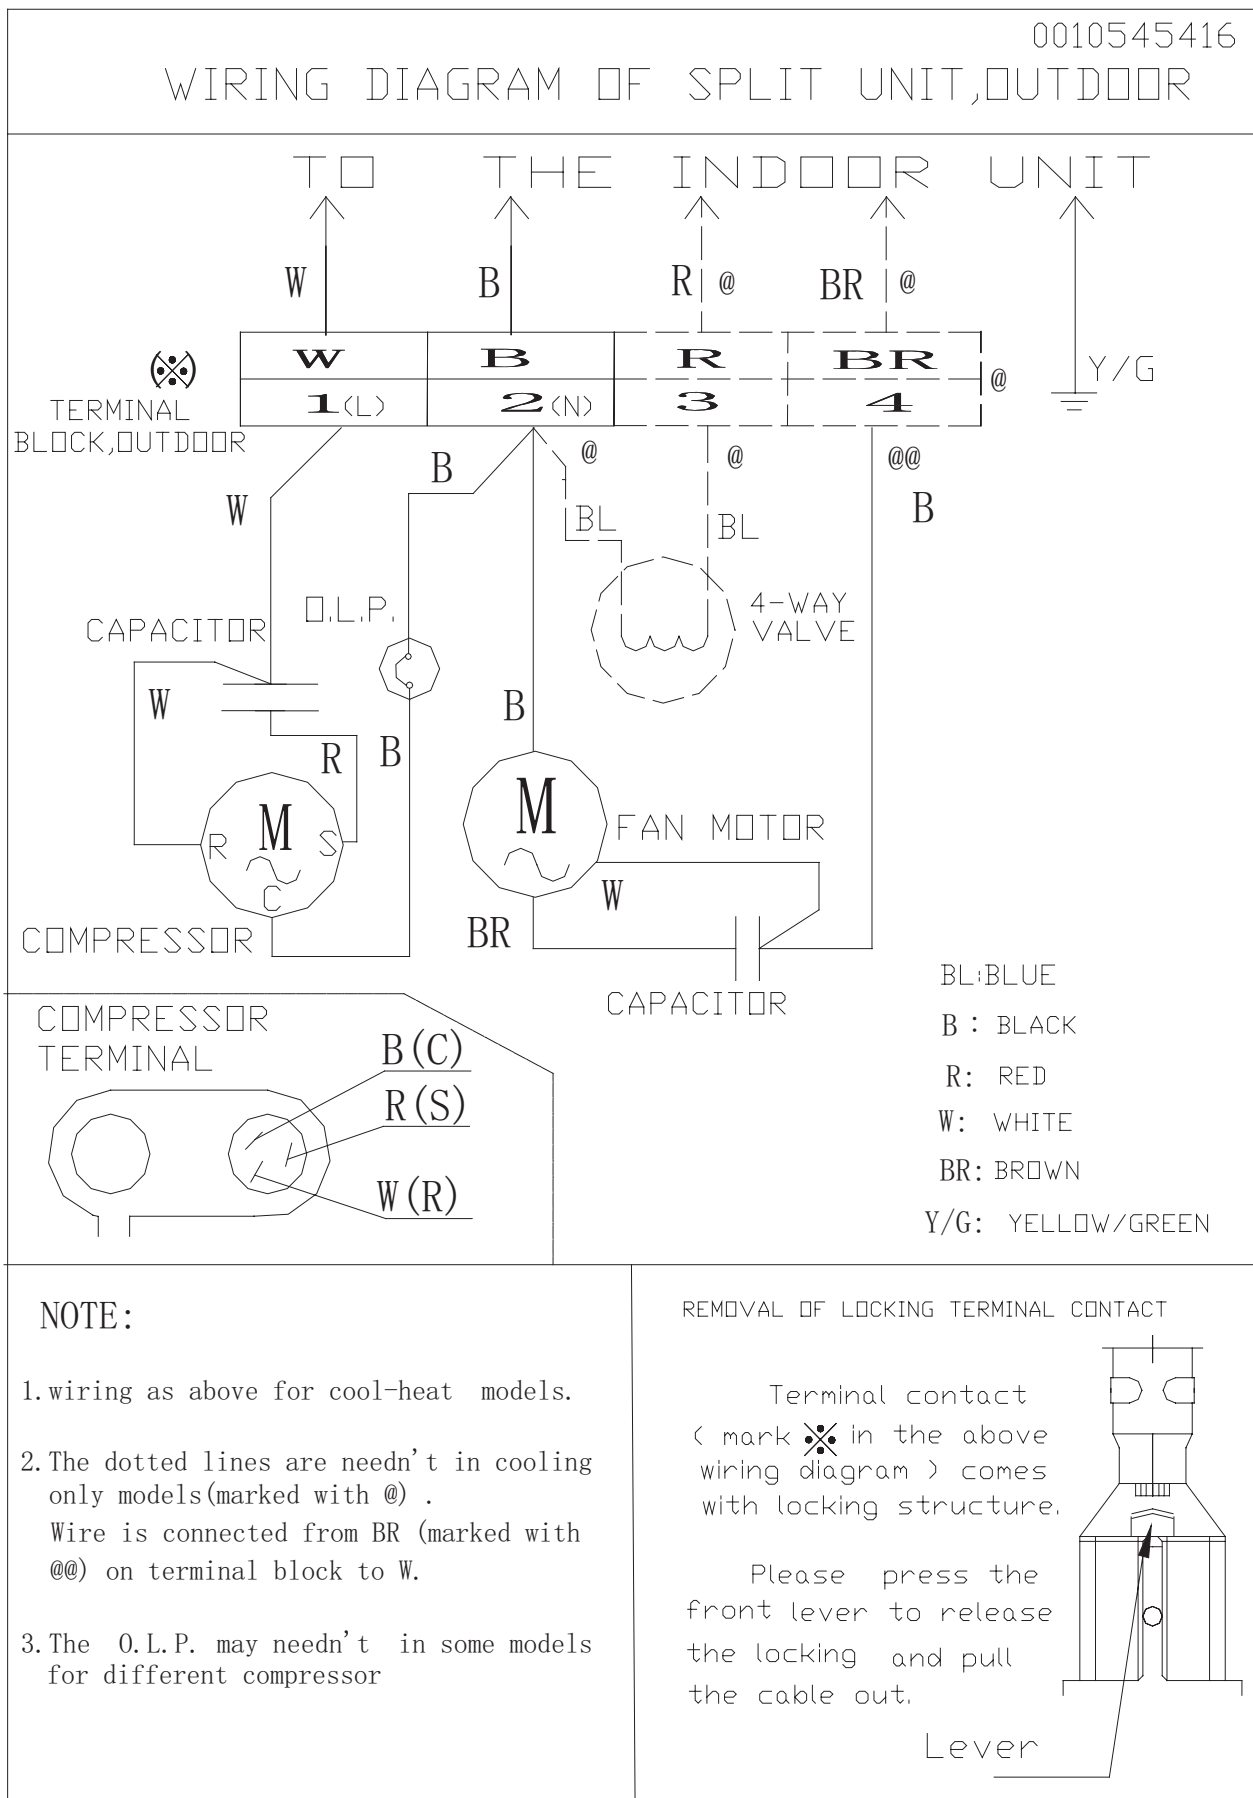 0010545416
WIRING DIAGRAM OF SPLIT UNIT,OUTDOOR
TO THE INDOOR UNIT
W B R @ BR @
(※) W B R BR @ Y/G
1(L) 2(N) 3 4
TERMINAL
BLOCK,OUTDOOR
B @ @ @@
W BL BL B
O.L.P.
4-WAY
VALVE
CAPACITOR
W B
R B
M M
FAN MOTOR
R S
C
W
BR
COMPRESSOR
CAPACITOR
BL:BLUE
B : BLACK
R: RED
W: WHITE
BR: BROWN
Y/G: YELLOW/GREEN
COMPRESSOR
TERMINAL
B(C)
R(S)
W(R)
NOTE:
1.wiring as above for cool-heat models.
2.The dotted lines are needn't in cooling
only models(marked with @) .
Wire is connected from BR (marked with
@@) on terminal block to W.
3.The O.L.P. may needn't in some models
for different compressor
REMOVAL OF LOCKING TERMINAL CONTACT
Terminal contact
( mark ※ in the above
wiring diagram ) comes
with locking structure.
Please press the
front lever to release
the locking and pull
the cable out.
Lever